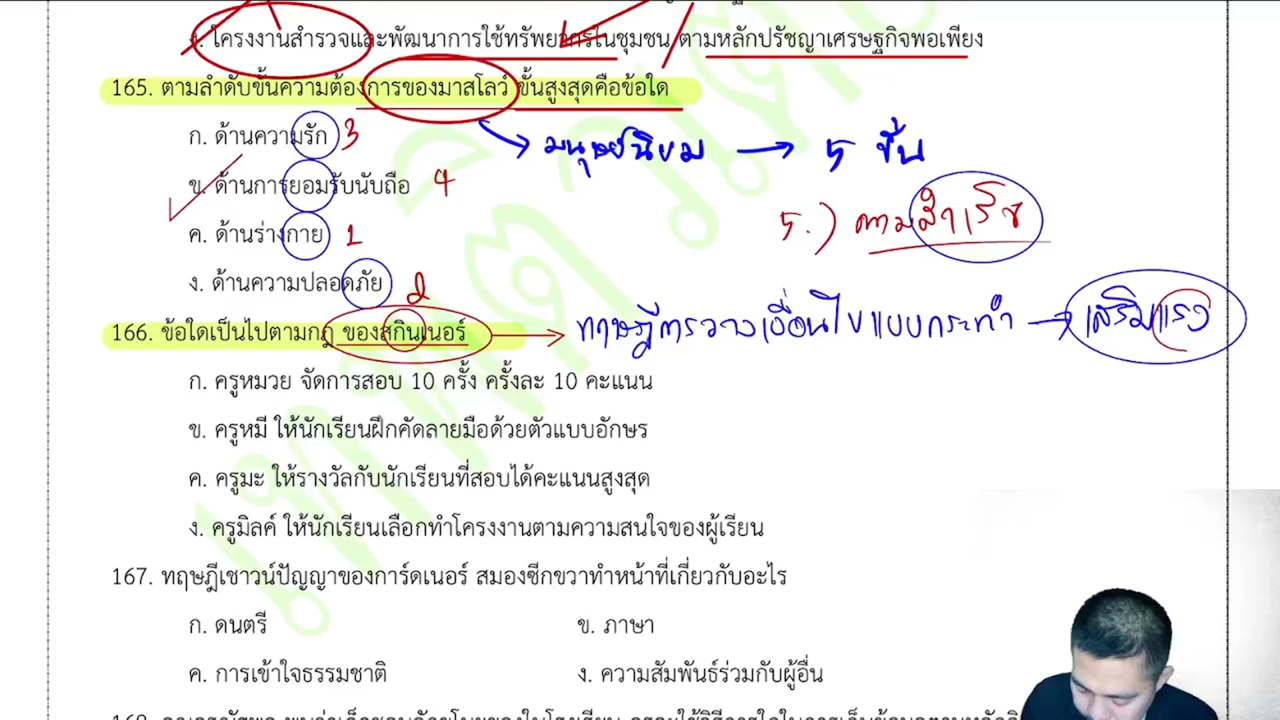 ง. โครงงานสำรวจและพัฒนาการใช้ทรัพยากรในชุมชน ตามหลักปรัชญาเศรษฐกิจพอเพียง
165. ตามลำดับขั้นความต้องการของมาสโลว์ ขั้นสูงสุดคือข้อใด
ก. ด้านความรัก 3
มนุษย์นิยม → 5 ขั้น
ข. ด้านการยอมรับนับถือ 4
5.) ความสำเร็จ
ค. ด้านร่างกาย 1
ง. ด้านความปลอดภัย 2
166. ข้อใดเป็นไปตามกฎ ของสกินเนอร์ → ทฤษฎีการวางเงื่อนไขแบบกระทำ → เสริมแรง
ก. ครูหมวย จัดการสอบ 10 ครั้ง ครั้งละ 10 คะแนน
ข. ครูหมี ให้นักเรียนฝึกคัดลายมือด้วยตัวแบบอักษร
ค. ครูมะ ให้รางวัลกับนักเรียนที่สอบได้คะแนนสูงสุด
ง. ครูมิลค์ ให้นักเรียนเลือกทำโครงงานตามความสนใจของผู้เรียน
167. ทฤษฎีเชาวน์ปัญญาของการ์ดเนอร์ สมองซีกขวาทำหน้าที่เกี่ยวกับอะไร
ก. ดนตรี ข. ภาษา
ค. การเข้าใจธรรมชาติ ง. ความสัมพันธ์ร่วมกับผู้อื่น